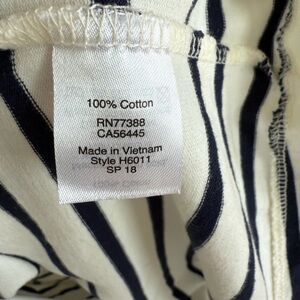 100% Cotton
RN77388
CA56445
Made in Vietnam
Style H6011
SP 18